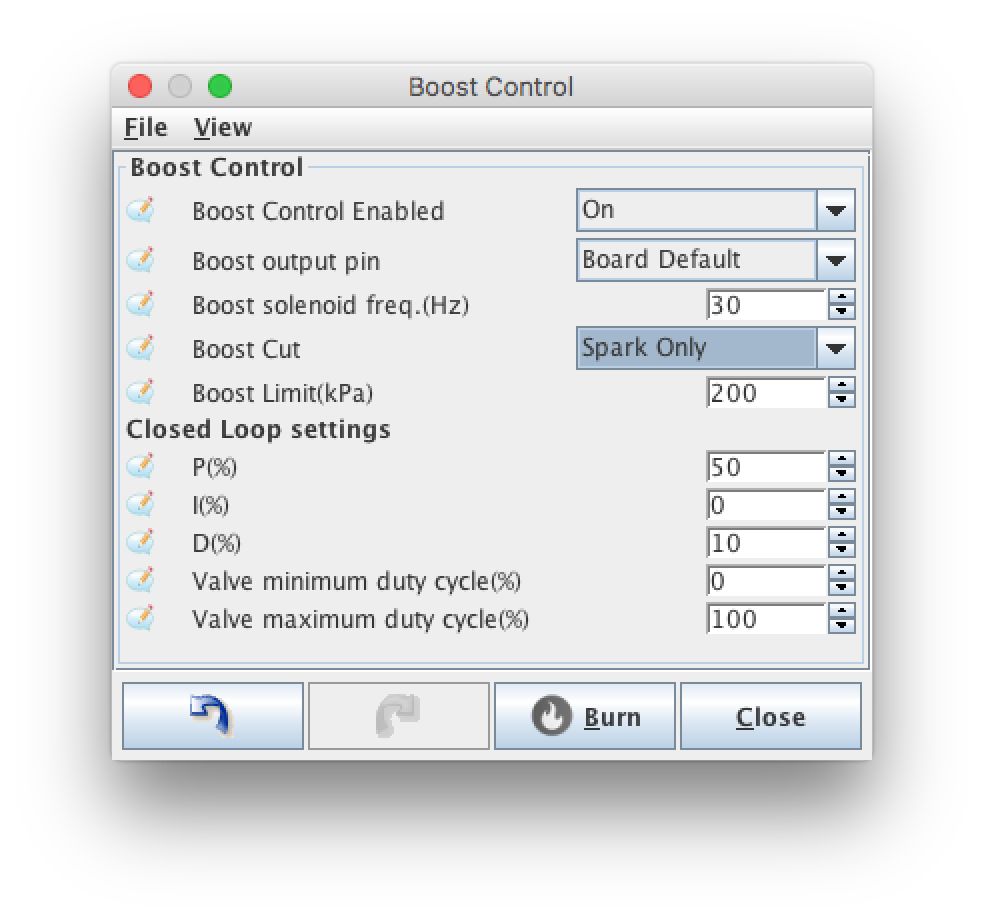 Boost Control
File View
Boost Control
Boost Control Enabled On
Boost output pin Board Default
Boost solenoid freq.(Hz) 30
Boost Cut Spark Only
Boost Limit(kPa) 200
Closed Loop settings
P(%) 50
I(%) 0
D(%) 10
Valve minimum duty cycle(%) 0
Valve maximum duty cycle(%) 100
Burn Close